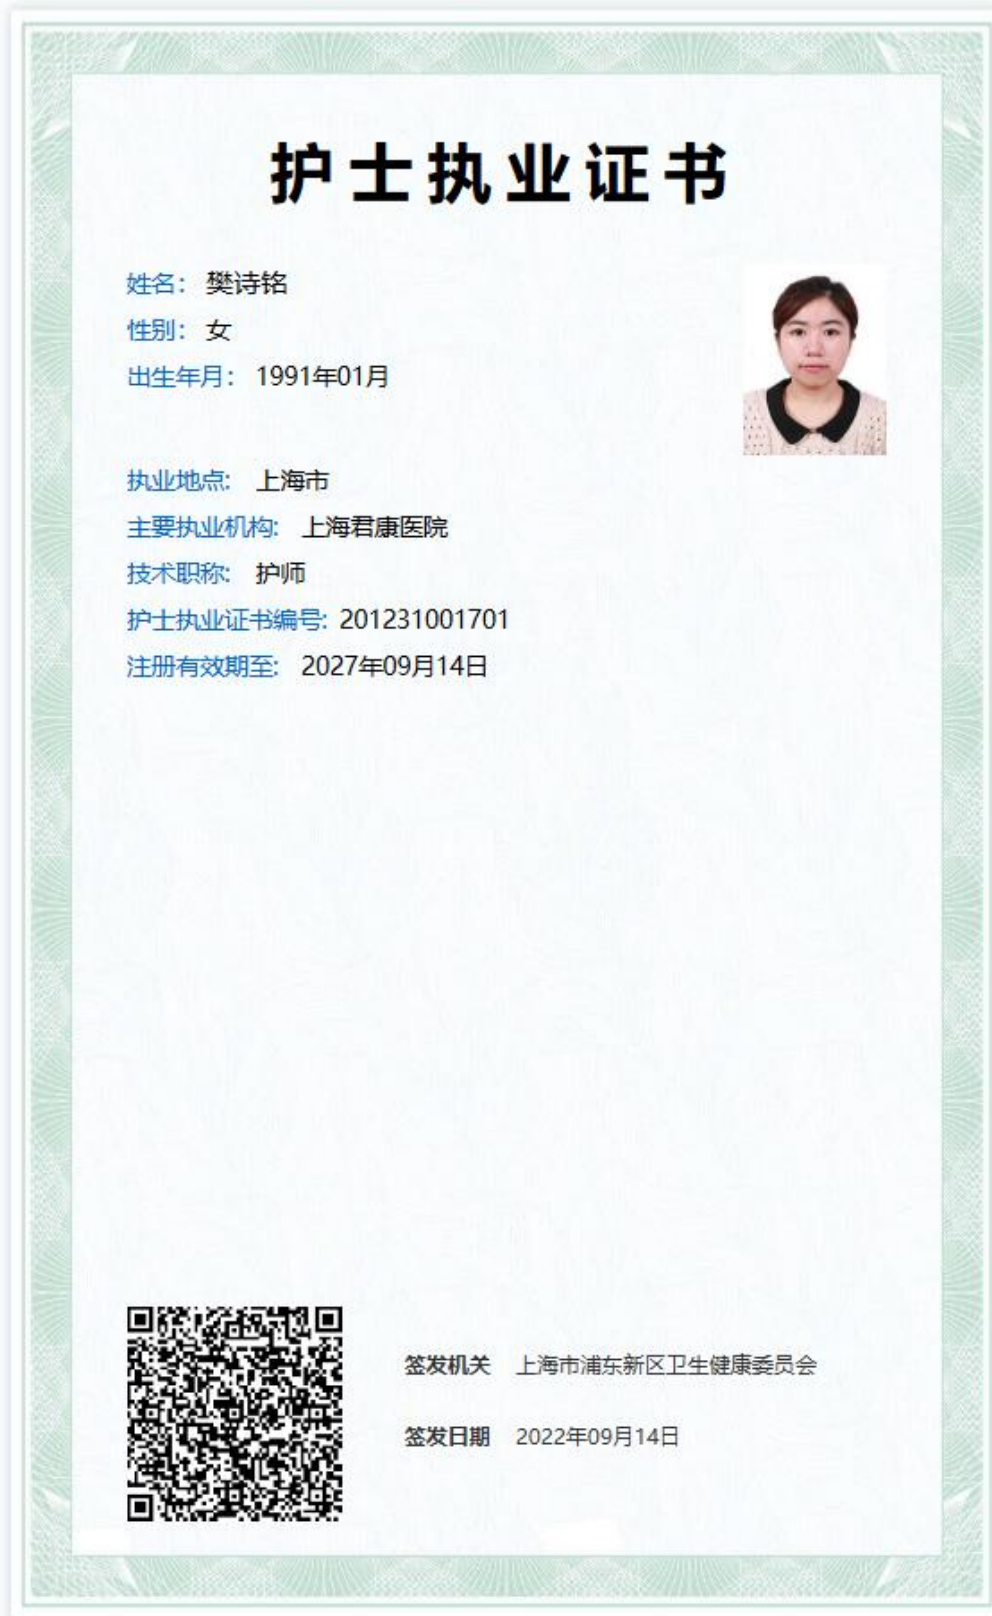 护士执业证书
姓名： 樊诗铭
性别： 女
出生年月： 1991年01月
执业地点: 上海市
主要执业机构: 上海君康医院
技术职称: 护师
护士执业证书编号: 201231001701
注册有效期至: 2027年09月14日
签发机关 上海市浦东新区卫生健康委员会
签发日期 2022年09月14日